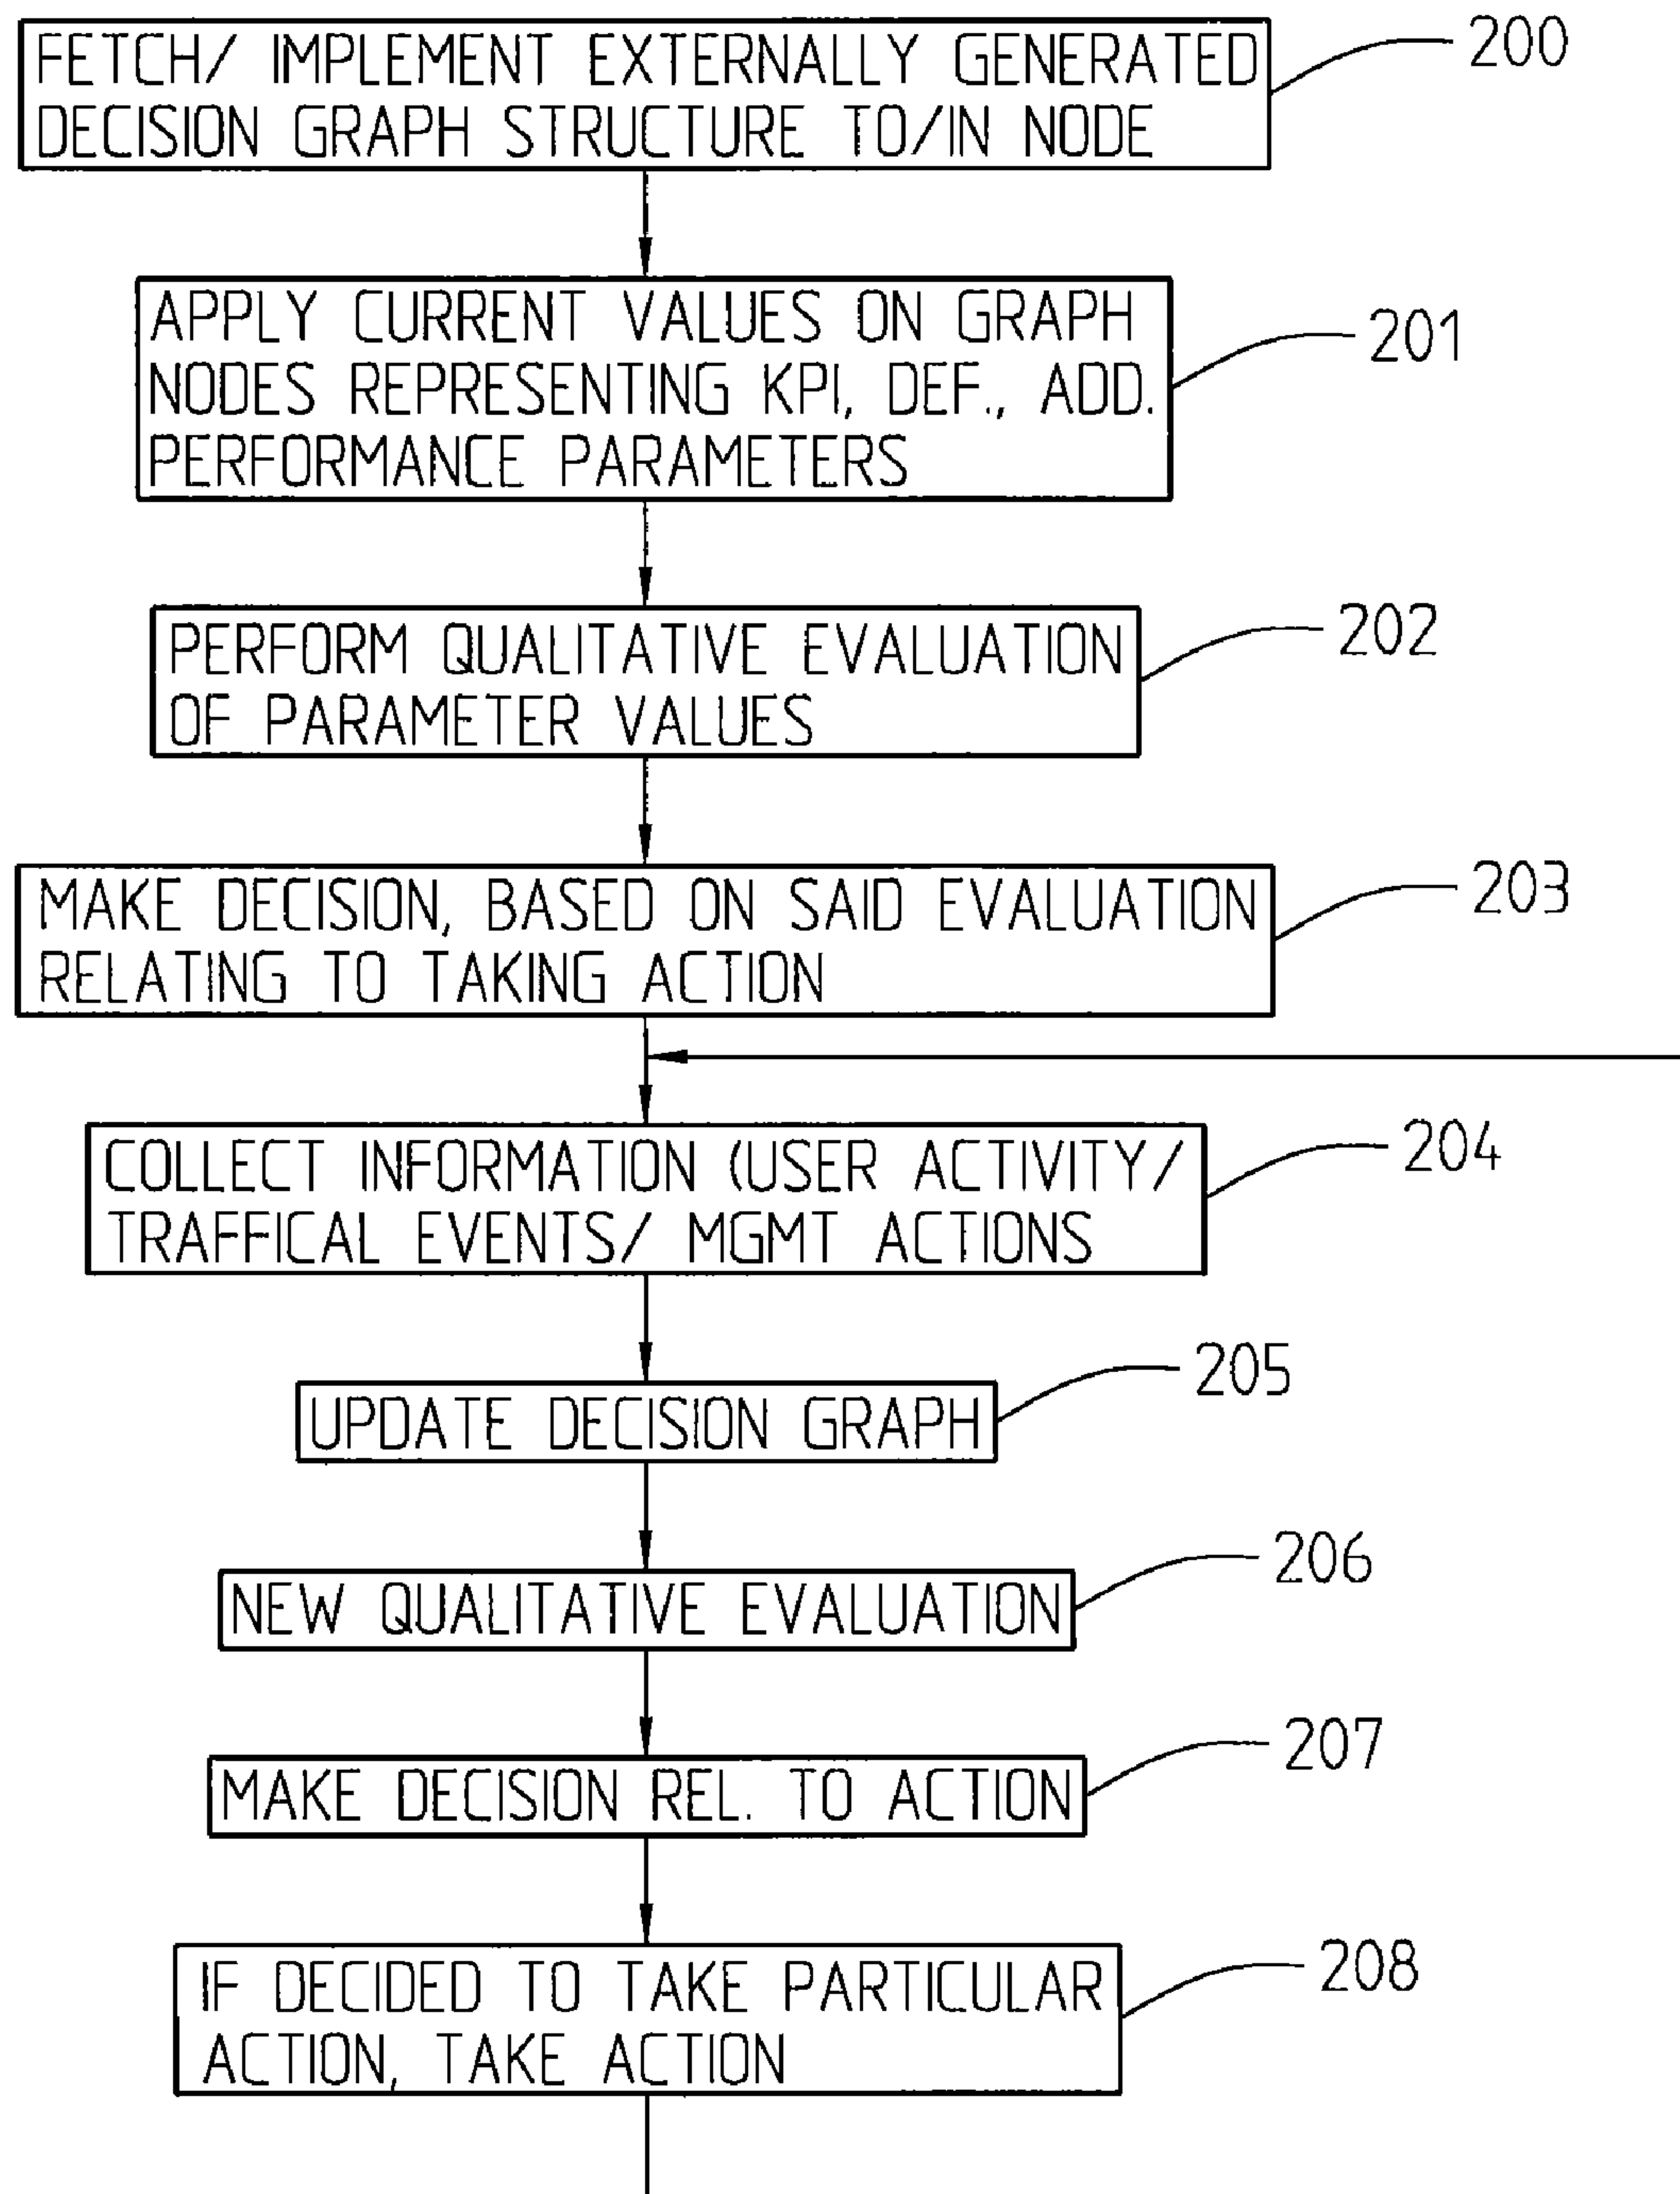 FETCH/ IMPLEMENT EXTERNALLY GENERATED
DECISION GRAPH STRUCTURE TO/IN NODE
200
APPLY CURRENT VALUES ON GRAPH
NODES REPRESENTING KPI, DEF., ADD.
PERFORMANCE PARAMETERS
201
PERFORM QUALITATIVE EVALUATION
OF PARAMETER VALUES
202
MAKE DECISION, BASED ON SAID EVALUATION
RELATING TO TAKING ACTION
203
COLLECT INFORMATION (USER ACTIVITY/
TRAFFICAL EVENTS/ MGMT ACTIONS
204
UPDATE DECISION GRAPH
205
NEW QUALITATIVE EVALUATION
206
MAKE DECISION REL. TO ACTION
207
IF DECIDED TO TAKE PARTICULAR
ACTION, TAKE ACTION
208